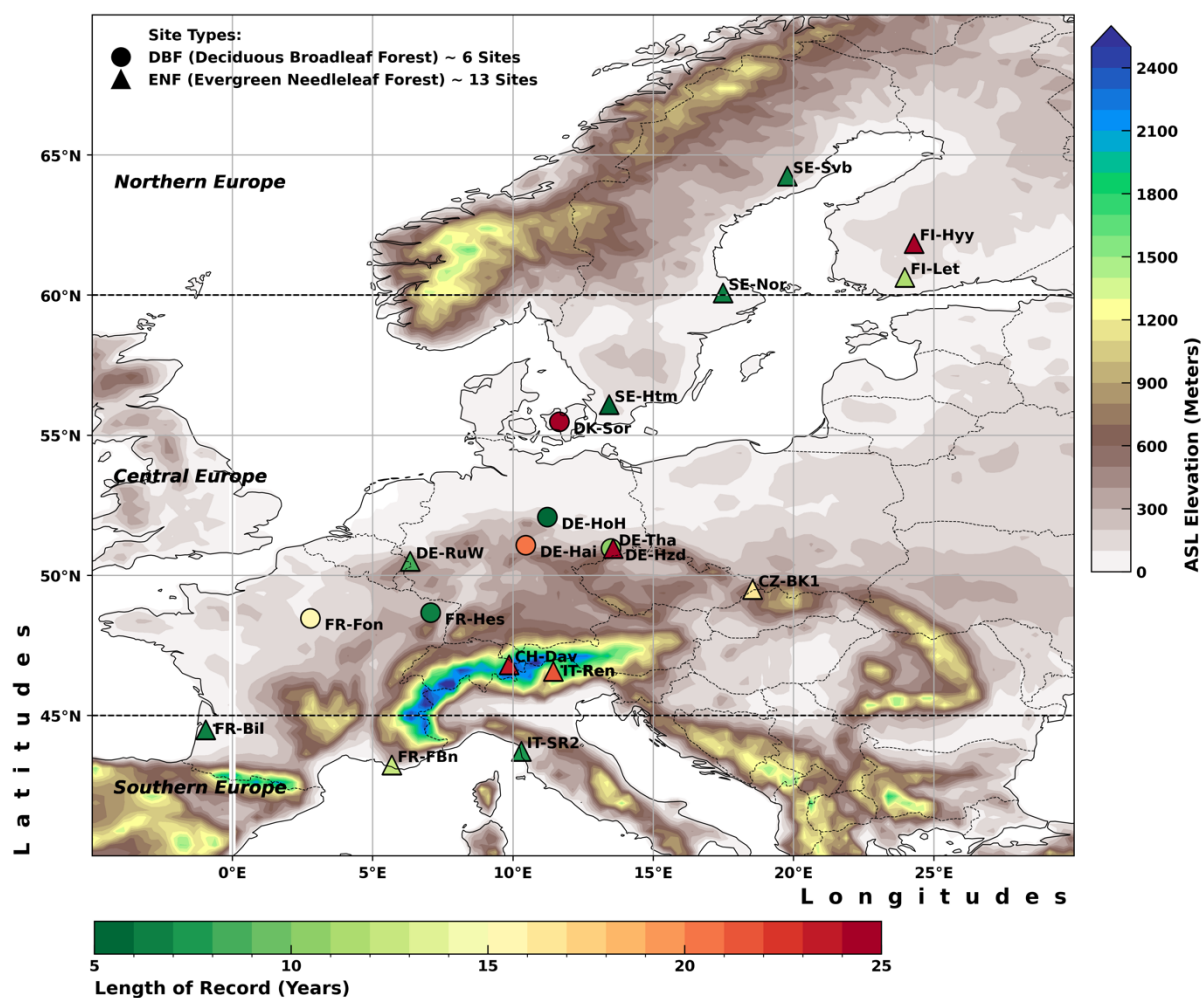 Site Types:
DBF (Deciduous Broadleaf Forest) ~ 6 Sites
ENF (Evergreen Needleleaf Forest) ~ 13 Sites
2400
2100
1800
1500
1200
900
600
300
0
ASL Elevation (Meters)
65°N
60°N
55°N
50°N
45°N
Latitudes
Northern Europe
SE-Svb
FI-Hyy
FI-Let
SE-Nor
SE-Htm
DK-Sor
Central Europe
DE-HoH
DE-Tha
DE-RuW
DE-Hai
DE-Hzd
CZ-BK1
FR-Fon
FR-Hes
CH-Dav
IT-Ren
FR-Bil
IT-SR2
FR-FBn
Southern Europe
0°E 5°E 10°E 15°E 20°E 25°E
Longitudes
5 10 15 20 25
Length of Record (Years)